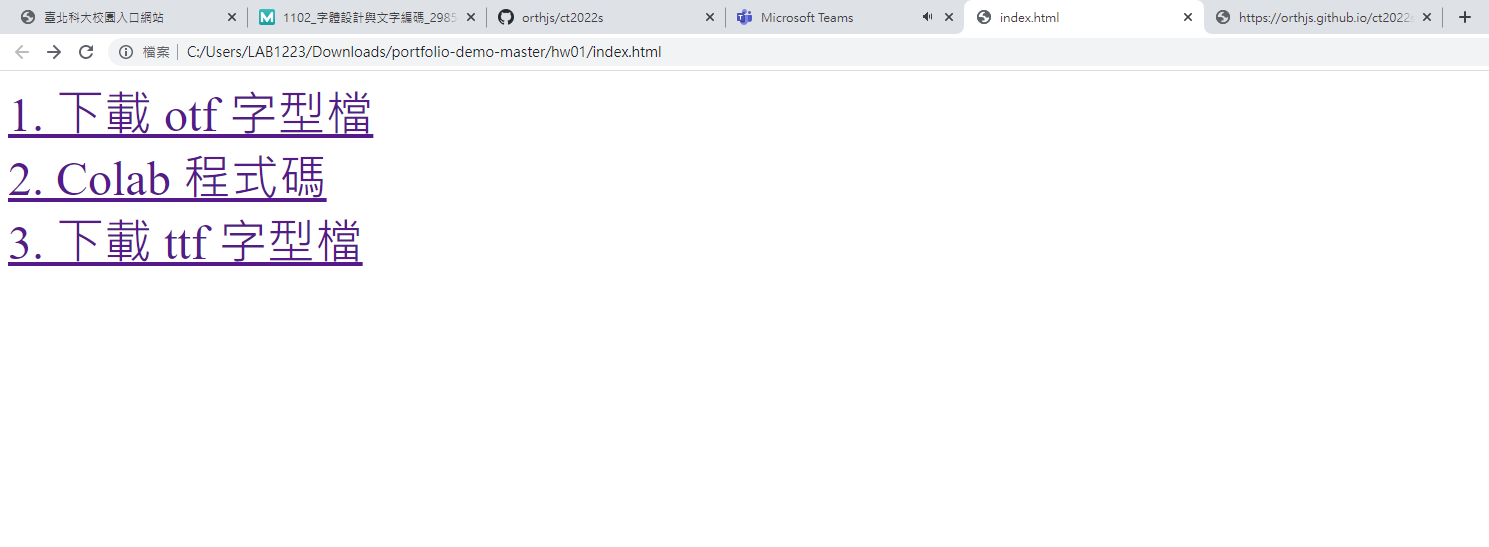 臺北科大校園入口網站
1102_字體設計與文字編碼_2985
orthjs/ct2022s
Microsoft Teams
index.html
https://orthjs.github.io/ct2022s
檔案
C:/Users/LAB1223/Downloads/portfolio-demo-master/hw01/index.html
1. 下載 otf 字型檔
2. Colab 程式碼
3. 下載 ttf 字型檔